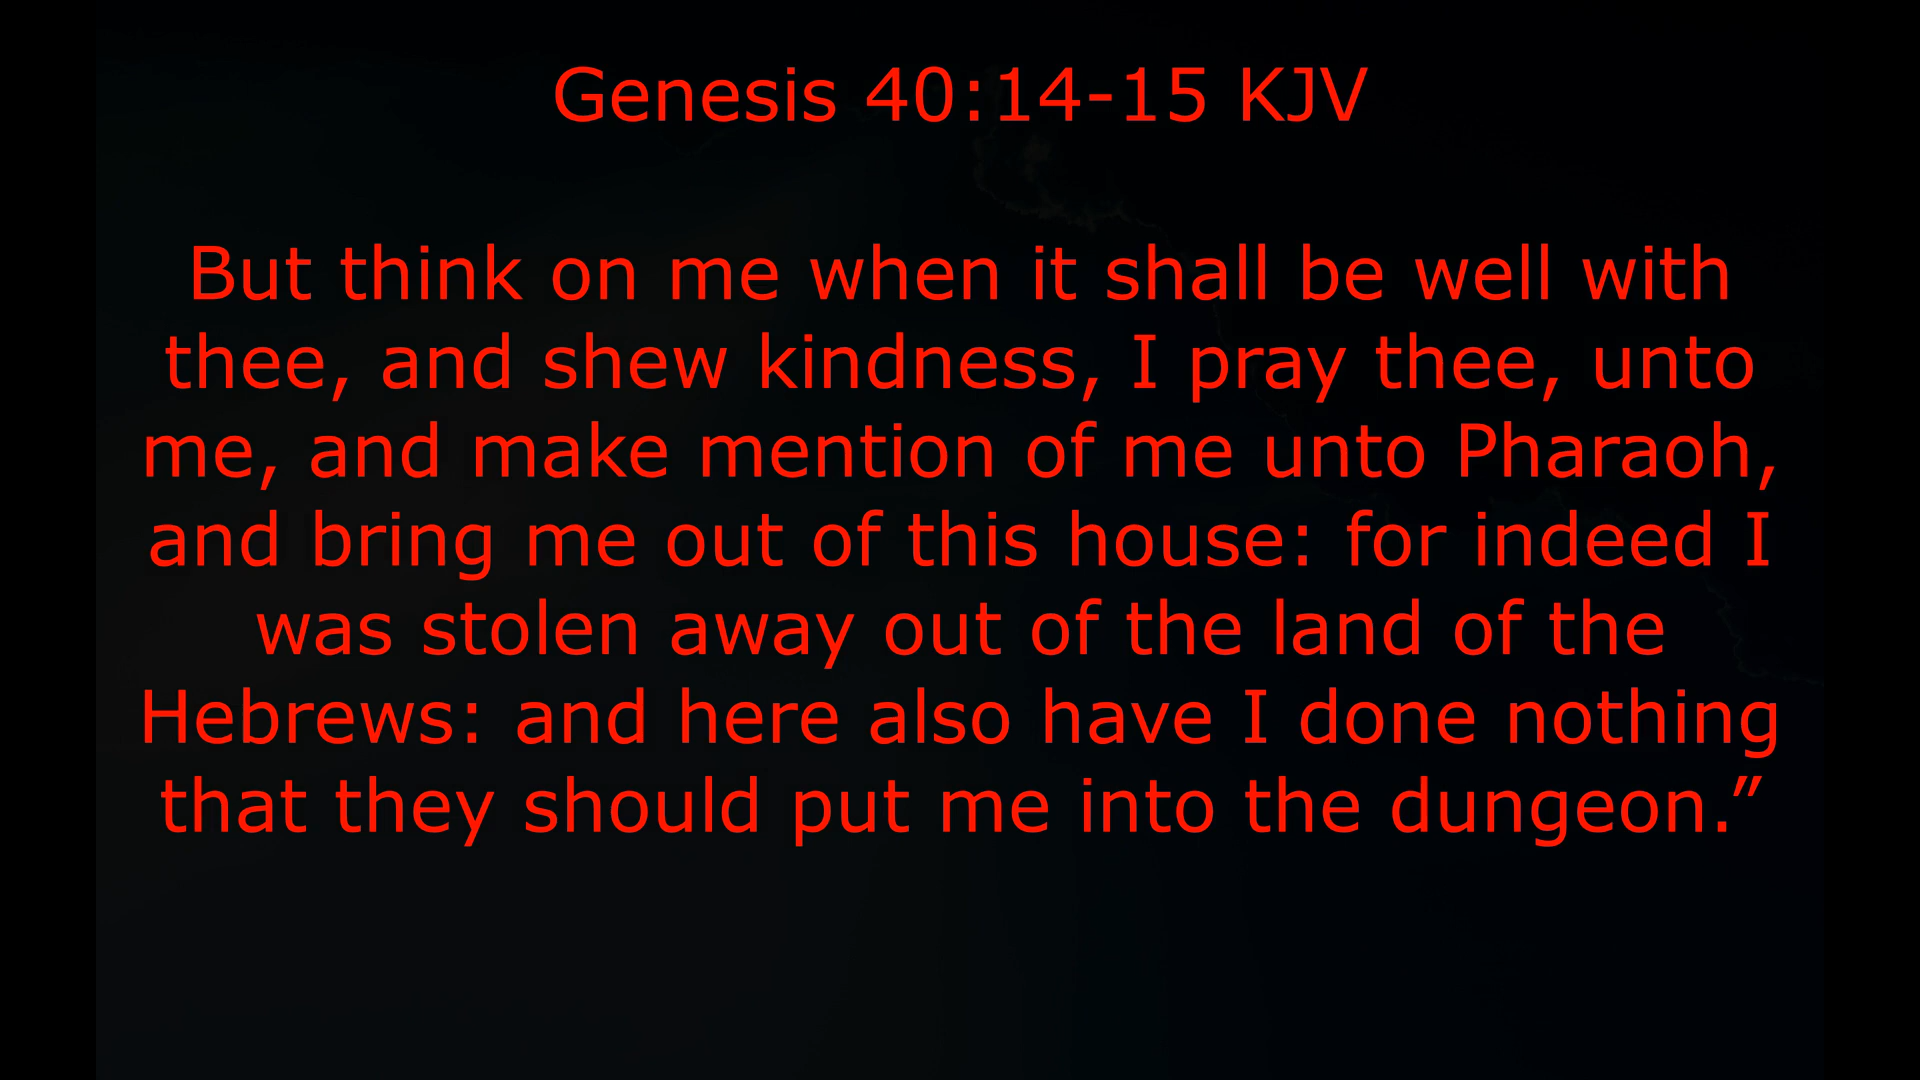 Genesis 40:14-15 KJV
But think on me when it shall be well with
thee, and shew kindness, I pray thee, unto
me, and make mention of me unto Pharaoh,
and bring me out of this house: for indeed I
was stolen away out of the land of the
Hebrews: and here also have I done nothing
that they should put me into the dungeon.”